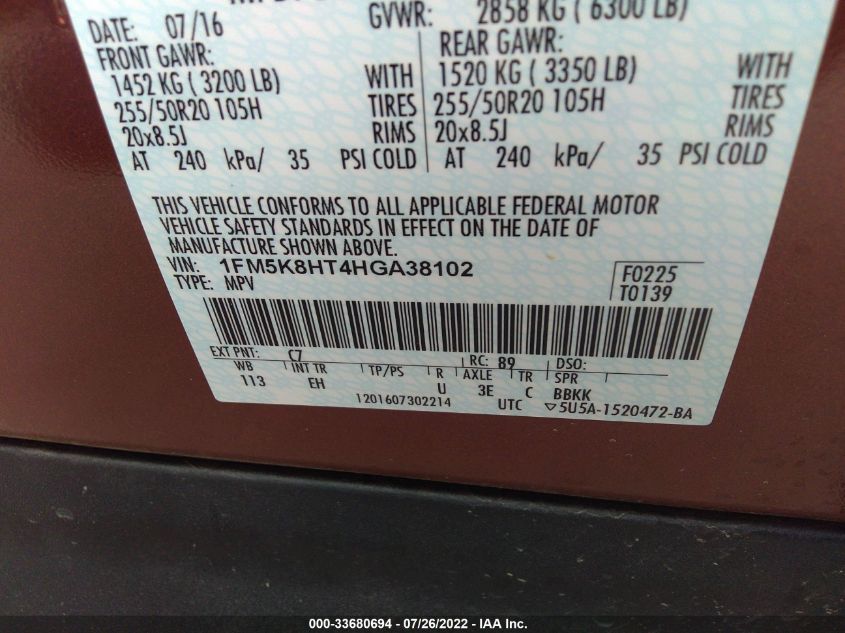 DATE: 07/16 GVWR: 2858 KG ( 6300 LB)
FRONT GAWR: REAR GAWR:
1452 KG ( 3200 LB) WITH 1520 KG ( 3350 LB) WITH
255/50R20 105H TIRES 255/50R20 105H TIRES
20x8.5J RIMS 20x8.5J RIMS
AT 240 kPa/ 35 PSI COLD AT 240 kPa/ 35 PSI COLD
THIS VEHICLE CONFORMS TO ALL APPLICABLE FEDERAL MOTOR
VEHICLE SAFETY STANDARDS IN EFFECT ON THE DATE OF
MANUFACTURE SHOWN ABOVE.
VIN: 1FM5K8HT4HGA38102
TYPE: MPV
F0225
T0139
EXT PNT: C7 RC: 89 DSO:
WB INT TR TP/PS R AXLE TR SPR
113 EH U 3E C BBKK
1201607302214 UTC ▽5U5A-1520472-BA
000-33680694 - 07/26/2022 - IAA Inc.